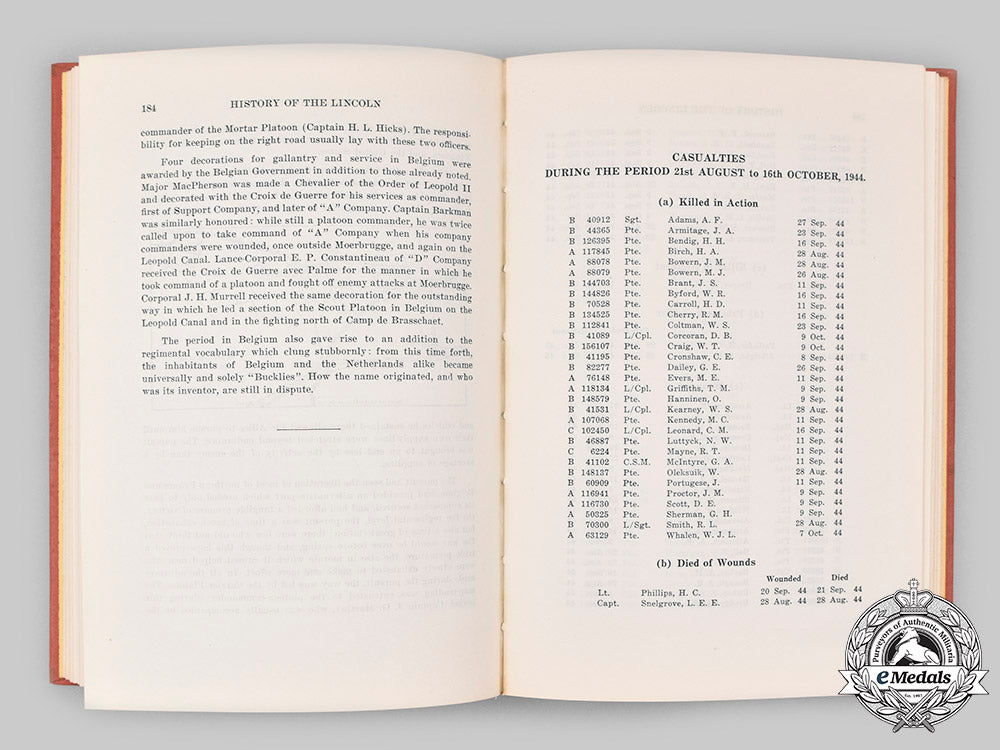 184 HISTORY OF THE LINCOLN
commander of the Mortar Platoon (Captain H. L. Hicks). The responsi-
bility for keeping on the right road usually lay with these two officers.
Four decorations for gallantry and service in Belgium were
awarded by the Belgian Government in addition to those already noted.
Major MacPherson was made a Chevalier of the Order of Leopold II
and decorated with the Croix de Guerre for his services as commander,
first of Support Company, and later of "A" Company. Captain Barkman
was similarly honoured: while still a platoon commander, he was twice
called upon to take command of "A" Company when his company
commanders were wounded, once outside Moerbrugge, and again on the
Leopold Canal. Lance-Corporal E. P. Constantineau of "D" Company
received the Croix de Guerre avec Palme for the manner in which he
took command of a platoon and fought off enemy attacks at Moerbrugge.
Corporal J. H. Murrell received the same decoration for the outstanding
way in which he led a section of the Scout Platoon in Belgium on the
Leopold Canal and in the fighting north of Camp de Brasschaet.
The period in Belgium also gave rise to an addition to the
regimental vocabulary which clung stubbornly: from this time forth,
the inhabitants of Belgium and the Netherlands alike became
universally and solely "Bucklies". How the name originated, and who
was its inventor, are still in dispute.
CASUALTIES
DURING THE PERIOD 21st AUGUST to 16th OCTOBER, 1944.
(a) Killed in Action
B 40912 Sgt. Adams, A. F. 27 Sep. 44
B 44365 Pte. Armitage, J. A. 23 Sep. 44
B 126395 Pte. Bendig, H. H. 16 Sep. 44
A 117845 Pte. Birch, H. A. 28 Aug. 44
A 88078 Pte. Bowern, J. M. 28 Aug. 44
A 88079 Pte. Bowern, M. J. 26 Aug. 44
B 144703 Pte. Brant, J. S. 11 Sep. 44
B 144826 Pte. Byford, W. R. 16 Sep. 44
B 70528 Pte. Carroll, H. D. 11 Sep. 44
B 134525 Pte. Cherry, R. M. 16 Sep. 44
B 112841 Pte. Coltman, W. S. 23 Sep. 44
B 41089 L/Cpl. Corcoran, D. B. 9 Oct. 44
B 156107 Pte. Craig, W. T. 9 Oct. 44
B 41195 Pte. Cronshaw, C. E. 8 Sep. 44
B 82277 Pte. Dailey, G. E. 26 Sep. 44
A 76148 Pte. Evers, M. E. 11 Sep. 44
A 118134 L/Cpl. Griffiths, T. M. 9 Sep. 44
B 148579 Pte. Hanninen, O. 9 Sep. 44
B 41531 L/Cpl. Kearney, W. S. 28 Aug. 44
A 107068 Pte. Kennedy, M. C. 11 Sep. 44
C 102450 L/Cpl. Leonard, C. M. 16 Sep. 44
B 46887 Pte. Luttyck, N. W. 11 Sep. 44
C 6224 Pte. Mayne, R. T. 11 Sep. 44
B 41102 C.S.M. McIntyre, G. A. 11 Sep. 44
B 148137 Pte. Oleksuik, W. 28 Aug. 44
B 60909 Pte. Portugese, J. 11 Sep. 44
A 116941 Pte. Proctor, J. M. 9 Sep. 44
A 116730 Pte. Scott, D. E. 9 Sep. 44
A 50325 Pte. Sherman, G. H. 9 Sep. 44
B 70300 L/Sgt. Smith, R. L. 28 Aug. 44
A 63129 Pte. Whalen, W. J. L. 7 Oct. 44
(b) Died of Wounds
Wounded Died
Lt. Phillips, H. C. 20 Sep. 44 21 Sep. 44
Capt. Snelgrove, L. E. E. 28 Aug. 44 28 Aug. 44
Purveyors of Authentic Militaria
eMedals